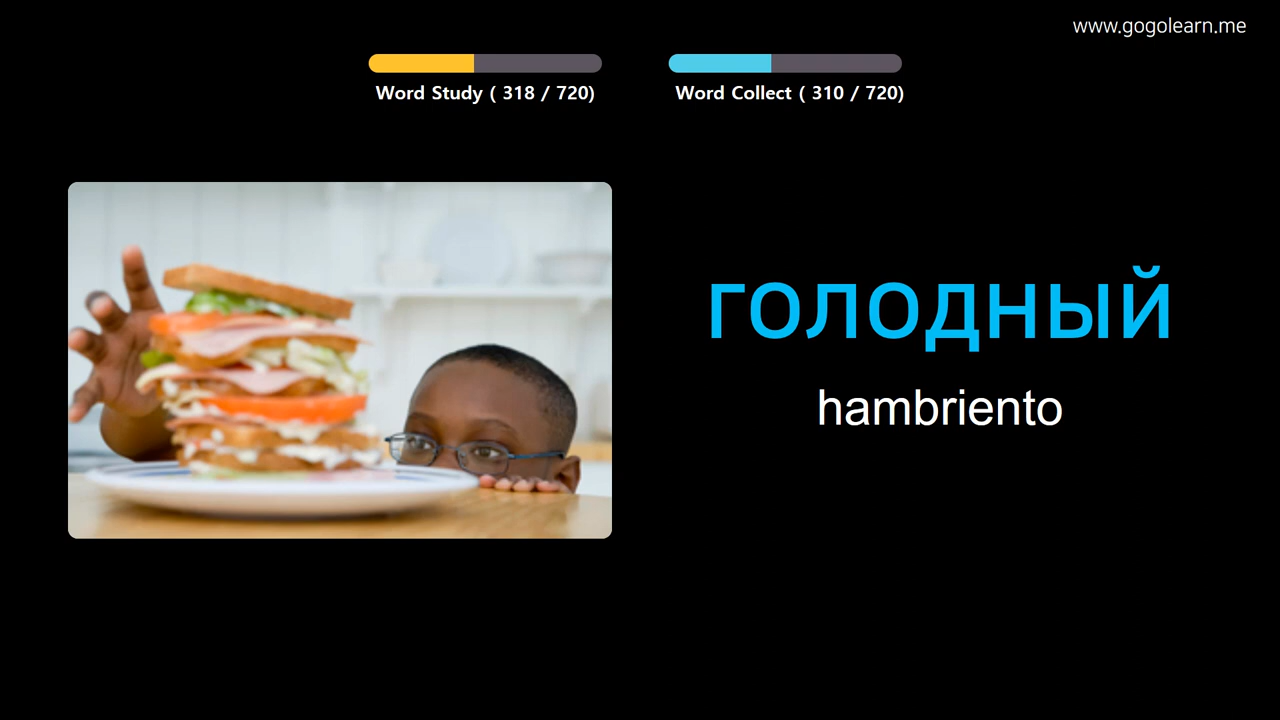 www.gogolearn.me
Word Study ( 318 / 720)
Word Collect ( 310 / 720)
голодный
hambriento